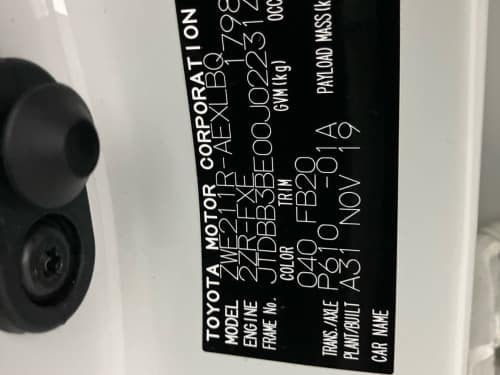 TOYOTA MOTOR CORPORATION
MODEL ZWE211R-AEXLBQ 1798
ENGINE 2ZR-FXE
FRAME No. JTDBB3BE00J022312
COLOR TRIM GVM(kg) OCC
040 FB20
TRANS./AXLE P610 -01A PAYLOAD MASS(k
PLANT/BUILT A31 NOV 19
CAR NAME